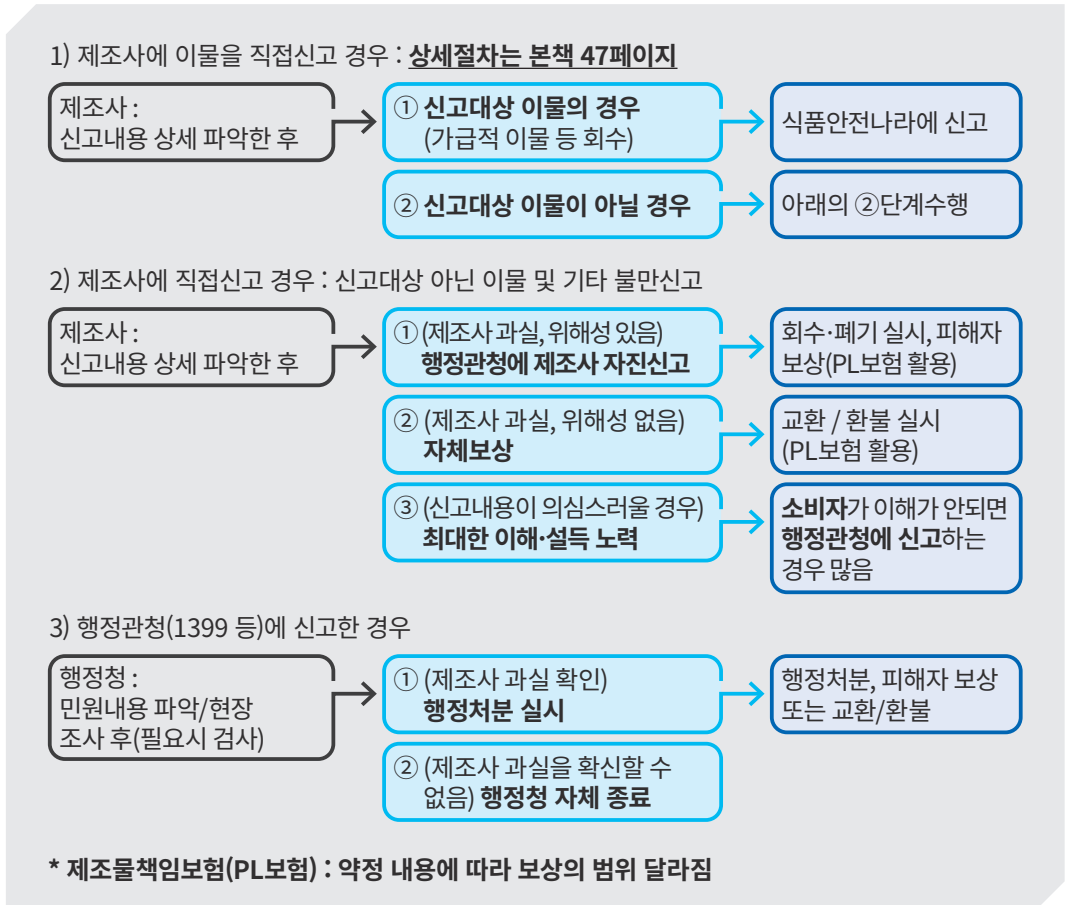 1) 제조사에 이물을 직접신고 경우 : 상세절차는 본책 47페이지
제조사 :
신고내용 상세 파악한 후
① 신고대상 이물의 경우
(가급적 이물 등 회수)
식품안전나라에 신고
② 신고대상 이물이 아닐 경우
아래의 ②단계수행
2) 제조사에 직접신고 경우 : 신고대상 아닌 이물 및 기타 불만신고
제조사 :
신고내용 상세 파악한 후
① (제조사 과실, 위해성 있음)
행정관청에 제조사 자진신고
회수·폐기 실시, 피해자
보상(PL보험 활용)
② (제조사 과실, 위해성 없음)
자체보상
교환 / 환불 실시
(PL보험 활용)
③ (신고내용이 의심스러울 경우)
최대한 이해·설득 노력
소비자가 이해가 안되면
행정관청에 신고하는
경우 많음
3) 행정관청(1399 등)에 신고한 경우
행정청 :
민원내용 파악/현장
조사 후(필요시 검사)
① (제조사 과실 확인)
행정처분 실시
행정처분, 피해자 보상
또는 교환/환불
② (제조사 과실을 확신할 수
없음) 행정청 자체 종료
* 제조물책임보험(PL보험) : 약정 내용에 따라 보상의 범위 달라짐